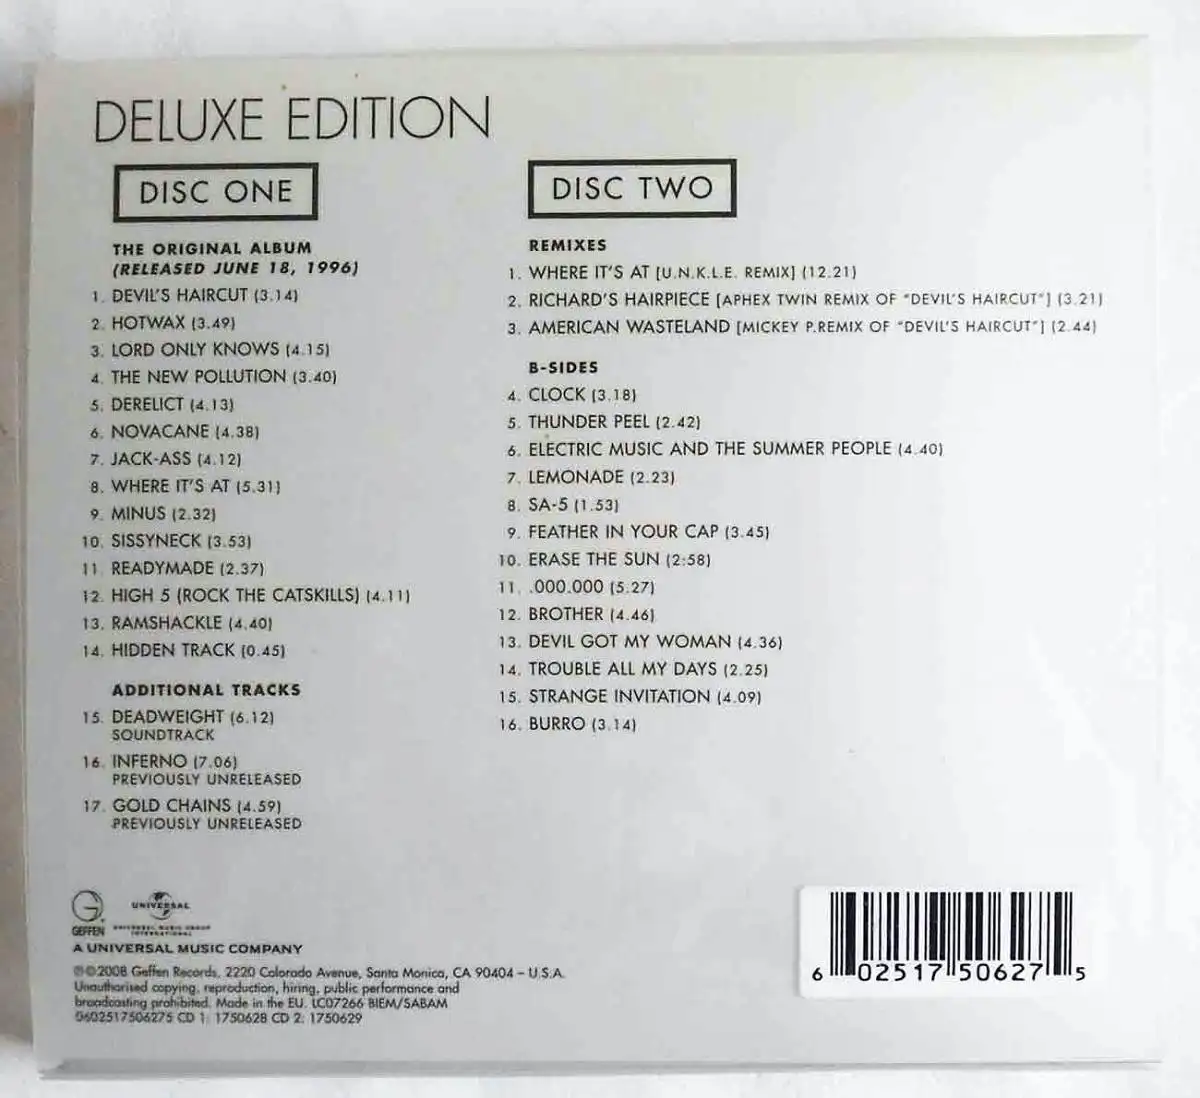 DELUXE EDITION
DISC ONE
THE ORIGINAL ALBUM
(RELEASED JUNE 18, 1996)
1. DEVIL'S HAIRCUT (3.14)
2. HOTWAX (3.49)
3. LORD ONLY KNOWS (4.15)
4. THE NEW POLLUTION (3.40)
5. DERELICT (4.13)
6. NOVACANE (4.38)
7. JACK-ASS (4.12)
8. WHERE IT'S AT (5.31)
9. MINUS (2.32)
10. SISSYNECK (3.53)
11. READYMADE (2.37)
12. HIGH 5 (ROCK THE CATSKILLS) (4.11)
13. RAMSHACKLE (4.40)
14. HIDDEN TRACK (0.45)
ADDITIONAL TRACKS
15. DEADWEIGHT (6.12)
SOUNDTRACK
16. INFERNO (7.06)
PREVIOUSLY UNRELEASED
17. GOLD CHAINS (4.59)
PREVIOUSLY UNRELEASED
DISC TWO
REMIXES
1. WHERE IT'S AT [U.N.K.L.E. REMIX] (12.21)
2. RICHARD'S HAIRPIECE [APHEX TWIN REMIX OF "DEVIL'S HAIRCUT"] (3.21)
3. AMERICAN WASTELAND [MICKEY P.REMIX OF "DEVIL'S HAIRCUT"] (2.44)
B-SIDES
4. CLOCK (3.18)
5. THUNDER PEEL (2.42)
6. ELECTRIC MUSIC AND THE SUMMER PEOPLE (4.40)
7. LEMONADE (2.23)
8. SA-5 (1.53)
9. FEATHER IN YOUR CAP (3.45)
10. ERASE THE SUN (2:58)
11. .000.000 (5.27)
12. BROTHER (4.46)
13. DEVIL GOT MY WOMAN (4.36)
14. TROUBLE ALL MY DAYS (2.25)
15. STRANGE INVITATION (4.09)
16. BURRO (3.14)
G
GEFFEN
UNIVERSAL
UNIVERSAL MUSIC GROUP
INTERNATIONAL
A UNIVERSAL MUSIC COMPANY
℗©2008 Geffen Records, 2220 Colorado Avenue, Santa Monica, CA 90404 – U.S.A.
Unauthorised copying, reproduction, hiring, public performance and
broadcasting prohibited. Made in the EU. LC07266 BIEM/SABAM
0602517506275 CD 1: 1750628 CD 2: 1750629
6 02517 50627 5